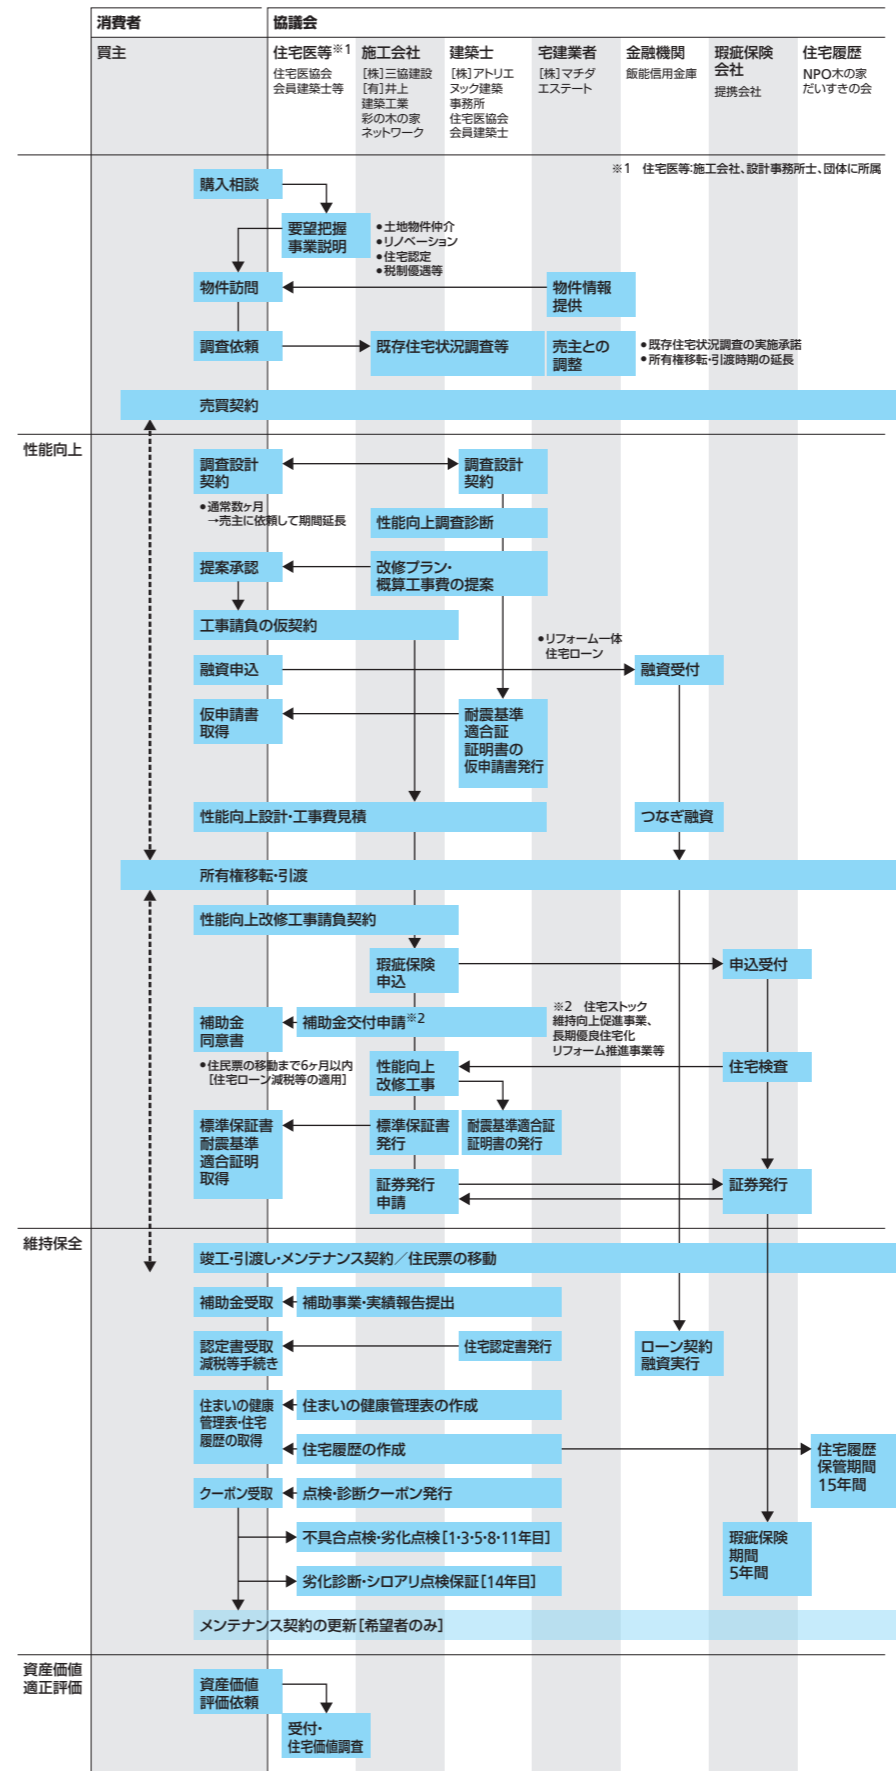 消費者
協議会
買主
住宅医等※1
住宅医協会
会員建築士等
施工会社
[株]三協建設
[有]井上
建築工業
彩の木の家
ネットワーク
建築士
[株]アトリエ
ヌック建築
事務所
住宅医協会
会員建築士
宅建業者
[株]マチダ
エステート
金融機関
飯能信用金庫
瑕疵保険
会社
提携会社
住宅履歴
NPO木の家
だいすきの会
※1　住宅医等:施工会社、設計事務所士、団体に所属
購入相談
要望把握
事業説明
●土地物件仲介
●リノベーション
●住宅認定
●税制優遇等
物件訪問
物件情報
提供
調査依頼
既存住宅状況調査等
売主との
調整
●既存住宅状況調査の実施承諾
●所有権移転・引渡時期の延長
売買契約
性能向上
調査設計
契約
調査設計
契約
●通常数ヶ月
→売主に依頼して期間延長
性能向上調査診断
提案承認
改修プラン・
概算工事費の提案
工事請負の仮契約
●リフォーム一体
住宅ローン
融資申込
融資受付
仮申請書
取得
耐震基準
適合証
証明書の
仮申請書発行
性能向上設計・工事費見積
つなぎ融資
所有権移転・引渡
性能向上改修工事請負契約
瑕疵保険
申込
申込受付
補助金
同意書
補助金交付申請※2
※2　住宅ストック
維持向上促進事業、
長期優良住宅化
リフォーム推進事業等
●住民票の移動まで6ヶ月以内
[住宅ローン減税等の適用]
性能向上
改修工事
住宅検査
標準保証書
耐震基準
適合証明
取得
標準保証書
発行
耐震基準適合証
証明書の発行
証券発行
申請
証券発行
維持保全
竣工・引渡し・メンテナンス契約／住民票の移動
補助金受取
補助事業・実績報告提出
認定書受取
減税等手続き
住宅認定書発行
ローン契約
融資実行
住まいの健康
管理表・住宅
履歴の取得
住まいの健康管理表の作成
住宅履歴の作成
住宅履歴
保管期間
15年間
クーポン受取
点検・診断クーポン発行
不具合点検・劣化点検[1・3・5・8・11年目]
瑕疵保険
期間
5年間
劣化診断・シロアリ点検保証[14年目]
メンテナンス契約の更新[希望者のみ]
資産価値
適正評価
資産価値
評価依頼
受付・
住宅価値調査